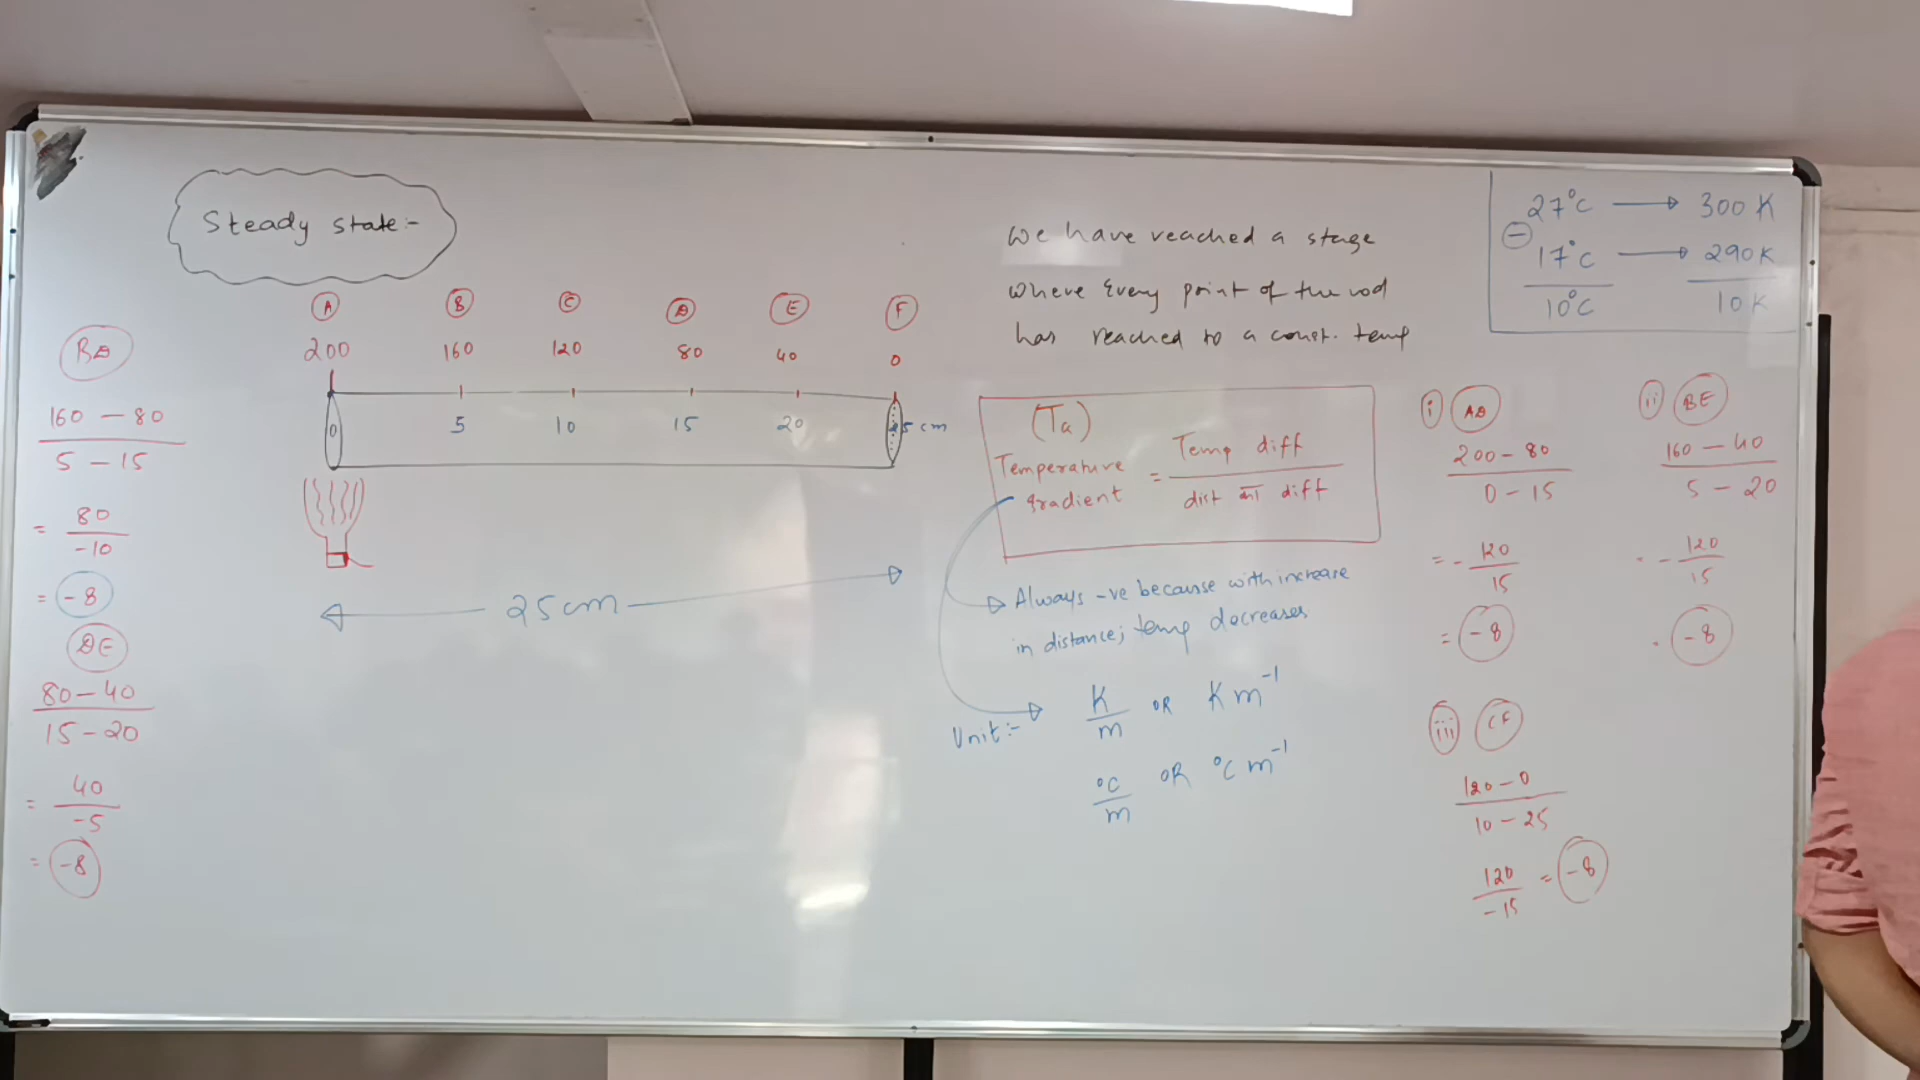 Steady state:-
A B C D E F
200 160 120 80 40 0
0 5 10 15 20 25 cm
25 cm
BD
160 - 80
5 - 15
= 80
-10
= -8
DE
80 - 40
15 - 20
= 40
-5
= -8
We have reached a stage
where every point of the rod
has reached to a const. temp
27°C → 300 K
- 17°C → 290 K
10°C 10 K
(TG)
Temperature gradient = Temp diff
dist का diff
→ Always -ve because with increase
in distance; temp decreases
Unit:- → K OR K m⁻¹
m
°C OR °C m⁻¹
m
i) AD
200 - 80
0 - 15
= - 120
15
= -8
ii) BE
160 - 40
5 - 20
= - 120
15
= -8
iii) CF
120 - 0
10 - 25
120 = -8
-15